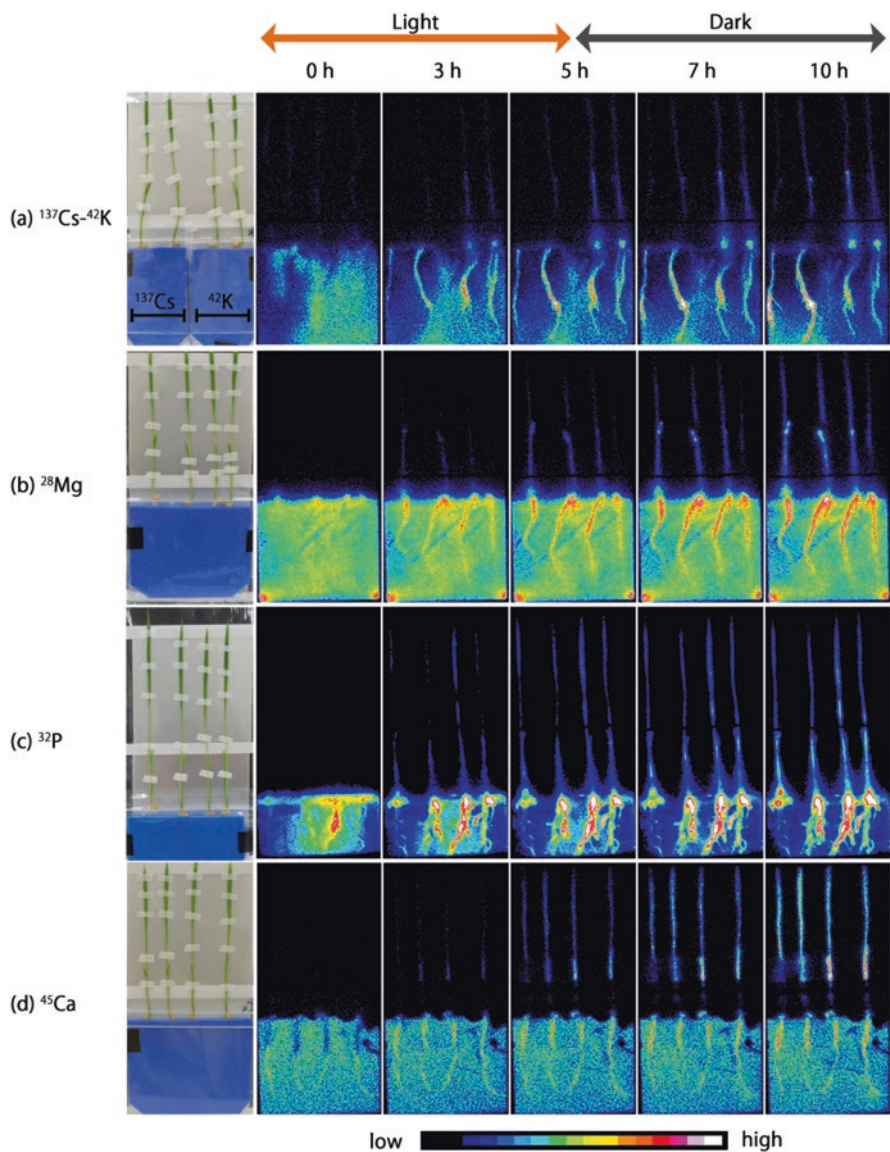 Light Dark
0 h 3 h 5 h 7 h 10 h
(a) ¹³⁷Cs-⁴²K
¹³⁷Cs ⁴²K
(b) ²⁸Mg
(c) ³²P
(d) ⁴⁵Ca
low high